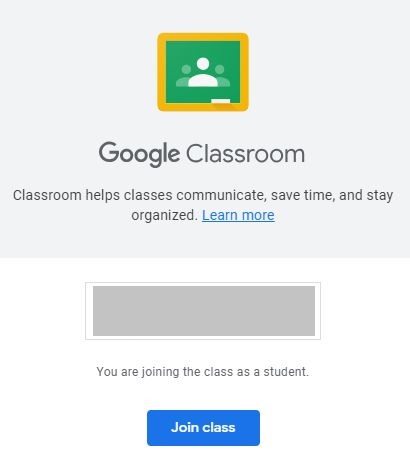 Google Classroom
Classroom helps classes communicate, save time, and stay
organized. Learn more
You are joining the class as a student.
Join class